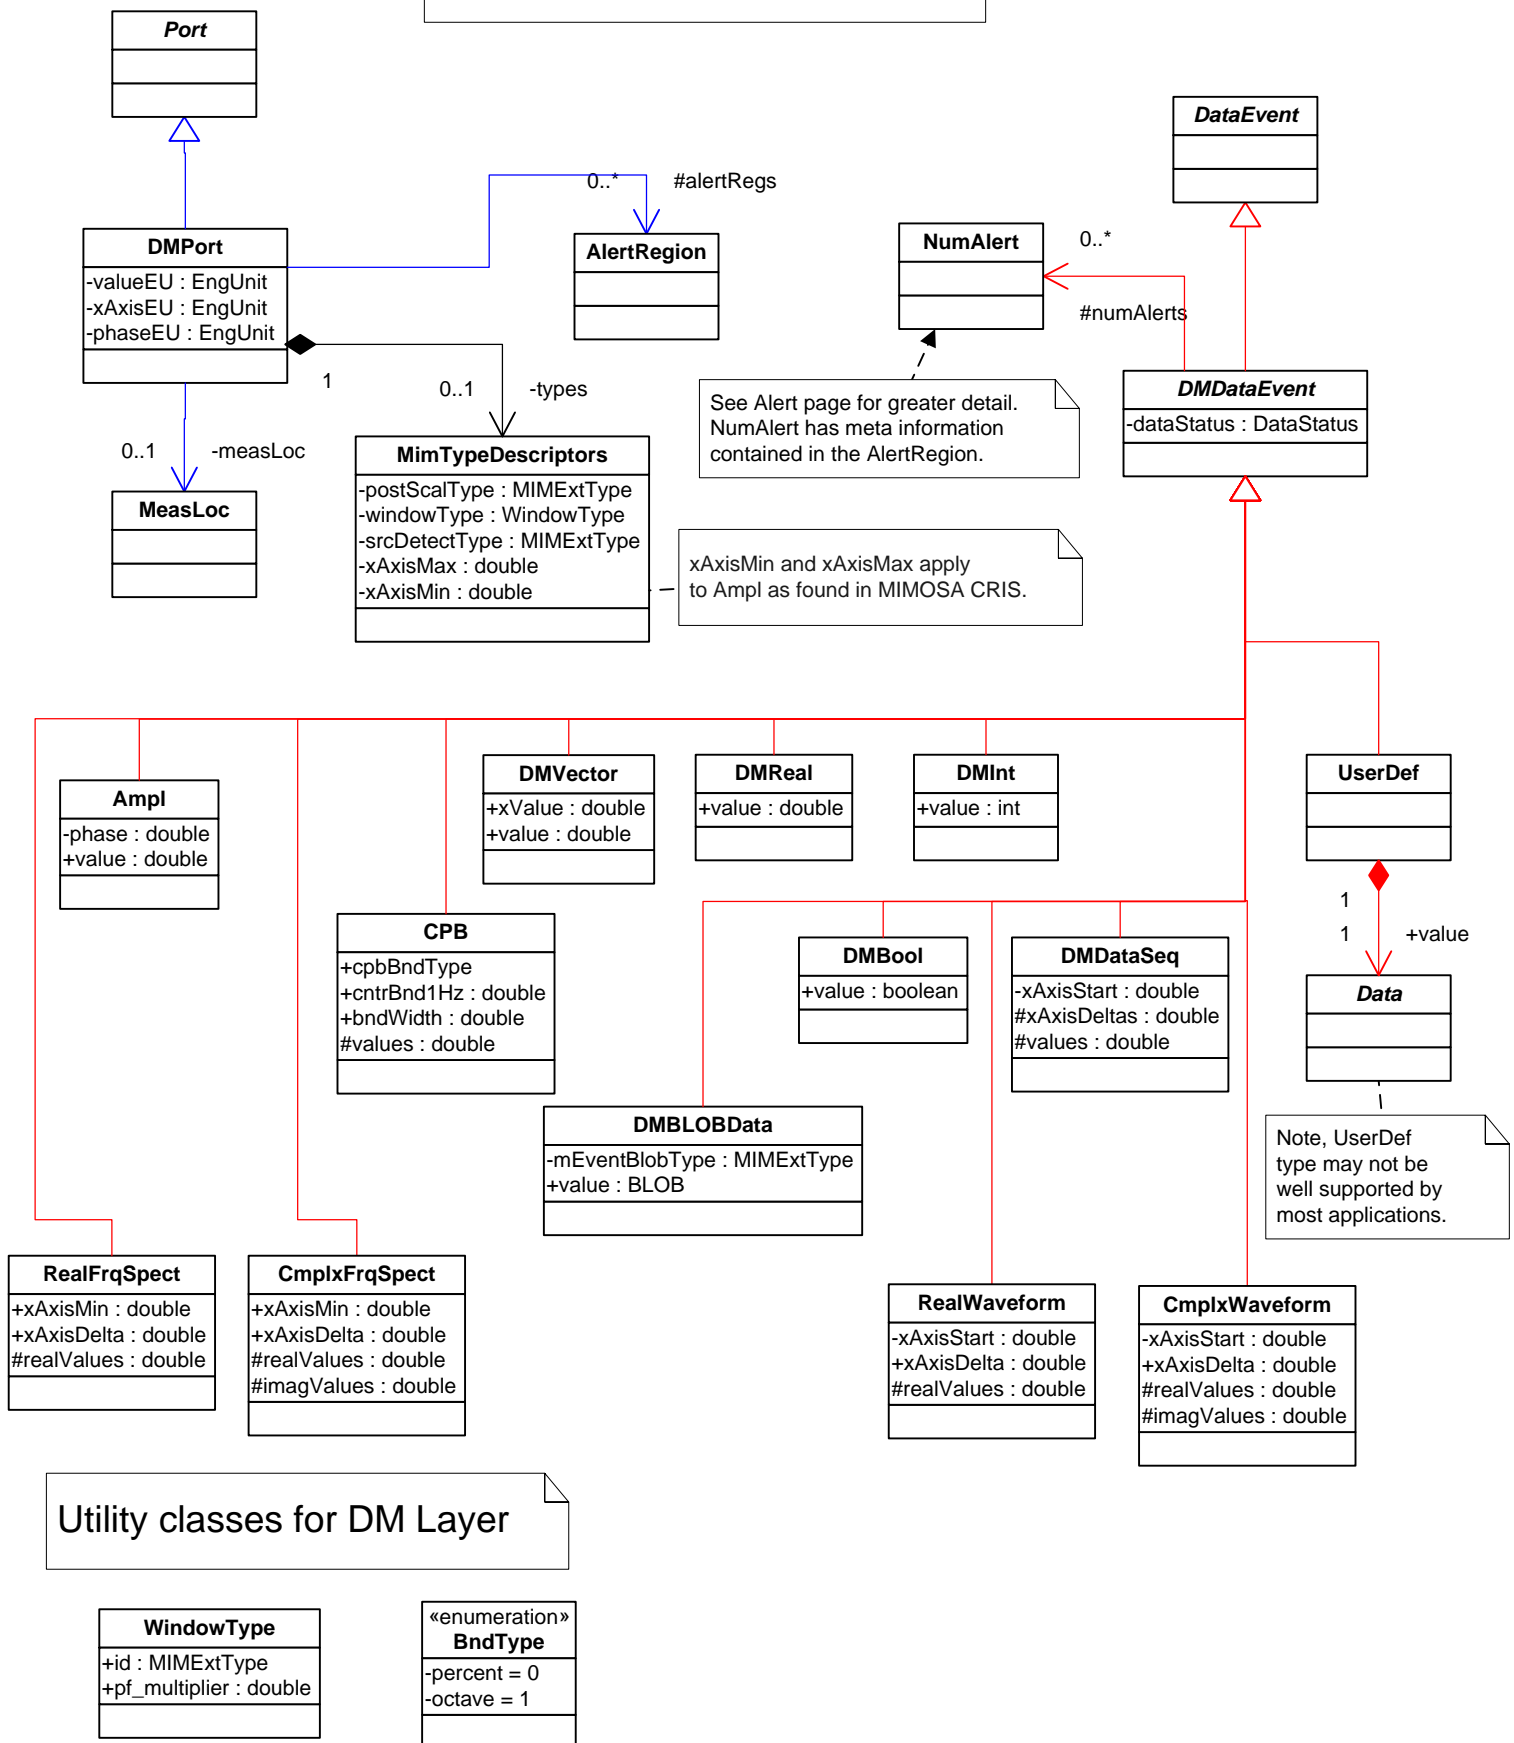 Port
DataEvent
0..*
#alertRegs
DMPort
-valueEU : EngUnit
-xAxisEU : EngUnit
-phaseEU : EngUnit
AlertRegion
NumAlert
0..*
#numAlerts
1
0..1
-types
See Alert page for greater detail.
NumAlert has meta information
contained in the AlertRegion.
DMDataEvent
-dataStatus : DataStatus
0..1
-measLoc
MeasLoc
MimTypeDescriptors
-postScalType : MIMExtType
-windowType : WindowType
-srcDetectType : MIMExtType
-xAxisMax : double
-xAxisMin : double
xAxisMin and xAxisMax apply
to Ampl as found in MIMOSA CRIS.
Ampl
-phase : double
+value : double
DMVector
+xValue : double
+value : double
DMReal
+value : double
DMInt
+value : int
UserDef
1
1
+value
CPB
+cpbBndType
+cntrBnd1Hz : double
+bndWidth : double
#values : double
DMBool
+value : boolean
DMDataSeq
-xAxisStart : double
#xAxisDeltas : double
#values : double
Data
DMBLOBData
-mEventBlobType : MIMExtType
+value : BLOB
Note, UserDef
type may not be
well supported by
most applications.
RealFrqSpect
+xAxisMin : double
+xAxisDelta : double
#realValues : double
CmplxFrqSpect
+xAxisMin : double
+xAxisDelta : double
#realValues : double
#imagValues : double
RealWaveform
-xAxisStart : double
+xAxisDelta : double
#realValues : double
CmplxWaveform
-xAxisStart : double
+xAxisDelta : double
#realValues : double
#imagValues : double
Utility classes for DM Layer
WindowType
+id : MIMExtType
+pf_multiplier : double
«enumeration»
BndType
-percent = 0
-octave = 1